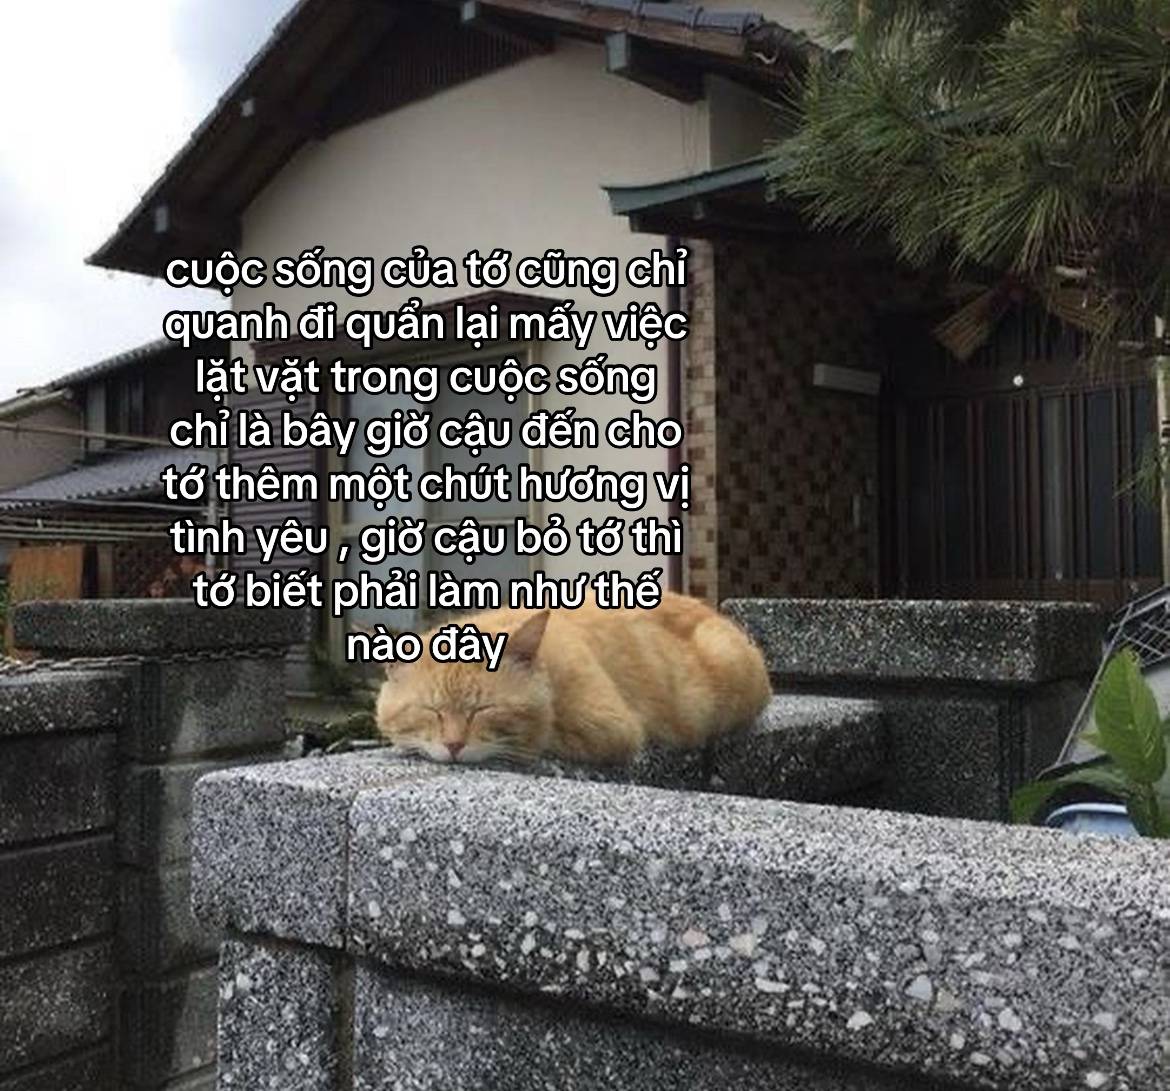 cuộc sống của tớ cũng chỉ
quanh đi quẩn lại mấy việc
lặt vặt trong cuộc sống
chỉ là bây giờ cậu đến cho
tớ thêm một chút hương vị
tình yêu , giờ cậu bỏ tớ thì
tớ biết phải làm như thế
nào đây